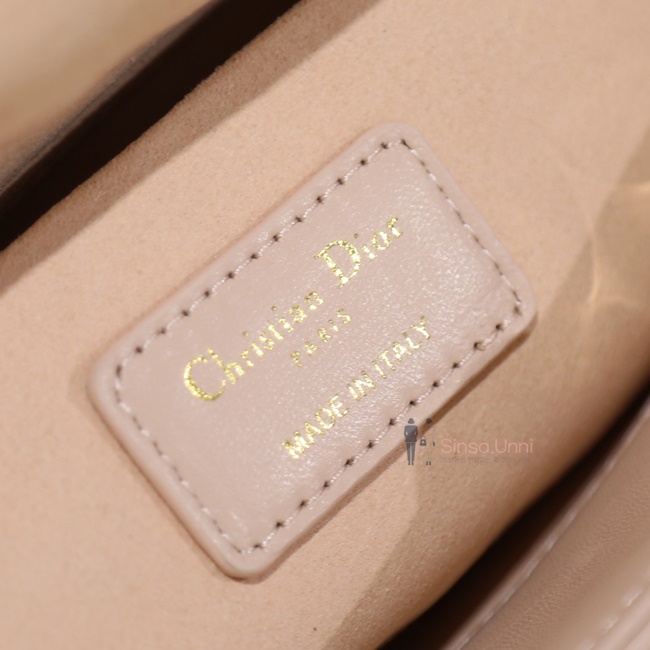 Christian Dior
PARIS
MADE IN ITALY
Sinsa.Unni